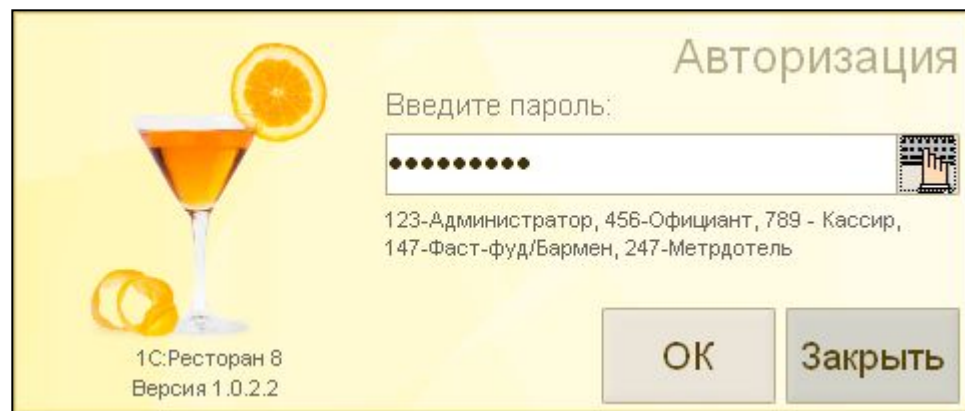 Авторизация
Введите пароль:
•••••••••
123-Администратор, 456-Официант, 789 - Кассир,
147-Фаст-фуд/Бармен, 247-Метрдотель
ОК
Закрыть
1С:Ресторан 8
Версия 1.0.2.2